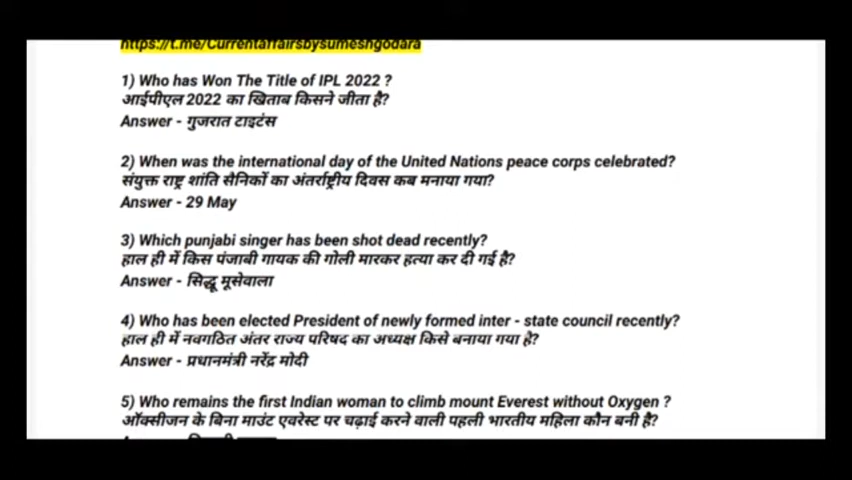 https://t.me/Currentaffairsbysumeshgodara
1) Who has Won The Title of IPL 2022 ?
आईपीएल 2022 का खिताब किसने जीता है?
Answer - गुजरात टाइटंस
2) When was the international day of the United Nations peace corps celebrated?
संयुक्त राष्ट्र शांति सैनिकों का अंतर्राष्ट्रीय दिवस कब मनाया गया?
Answer - 29 May
3) Which punjabi singer has been shot dead recently?
हाल ही में किस पंजाबी गायक की गोली मारकर हत्या कर दी गई है?
Answer - सिद्धू मूसेवाला
4) Who has been elected President of newly formed inter - state council recently?
हाल ही में नवगठित अंतर राज्य परिषद का अध्यक्ष किसे बनाया गया है?
Answer - प्रधानमंत्री नरेंद्र मोदी
5) Who remains the first Indian woman to climb mount Everest without Oxygen ?
ऑक्सीजन के बिना माउंट एवरेस्ट पर चढ़ाई करने वाली पहली भारतीय महिला कौन बनी है?